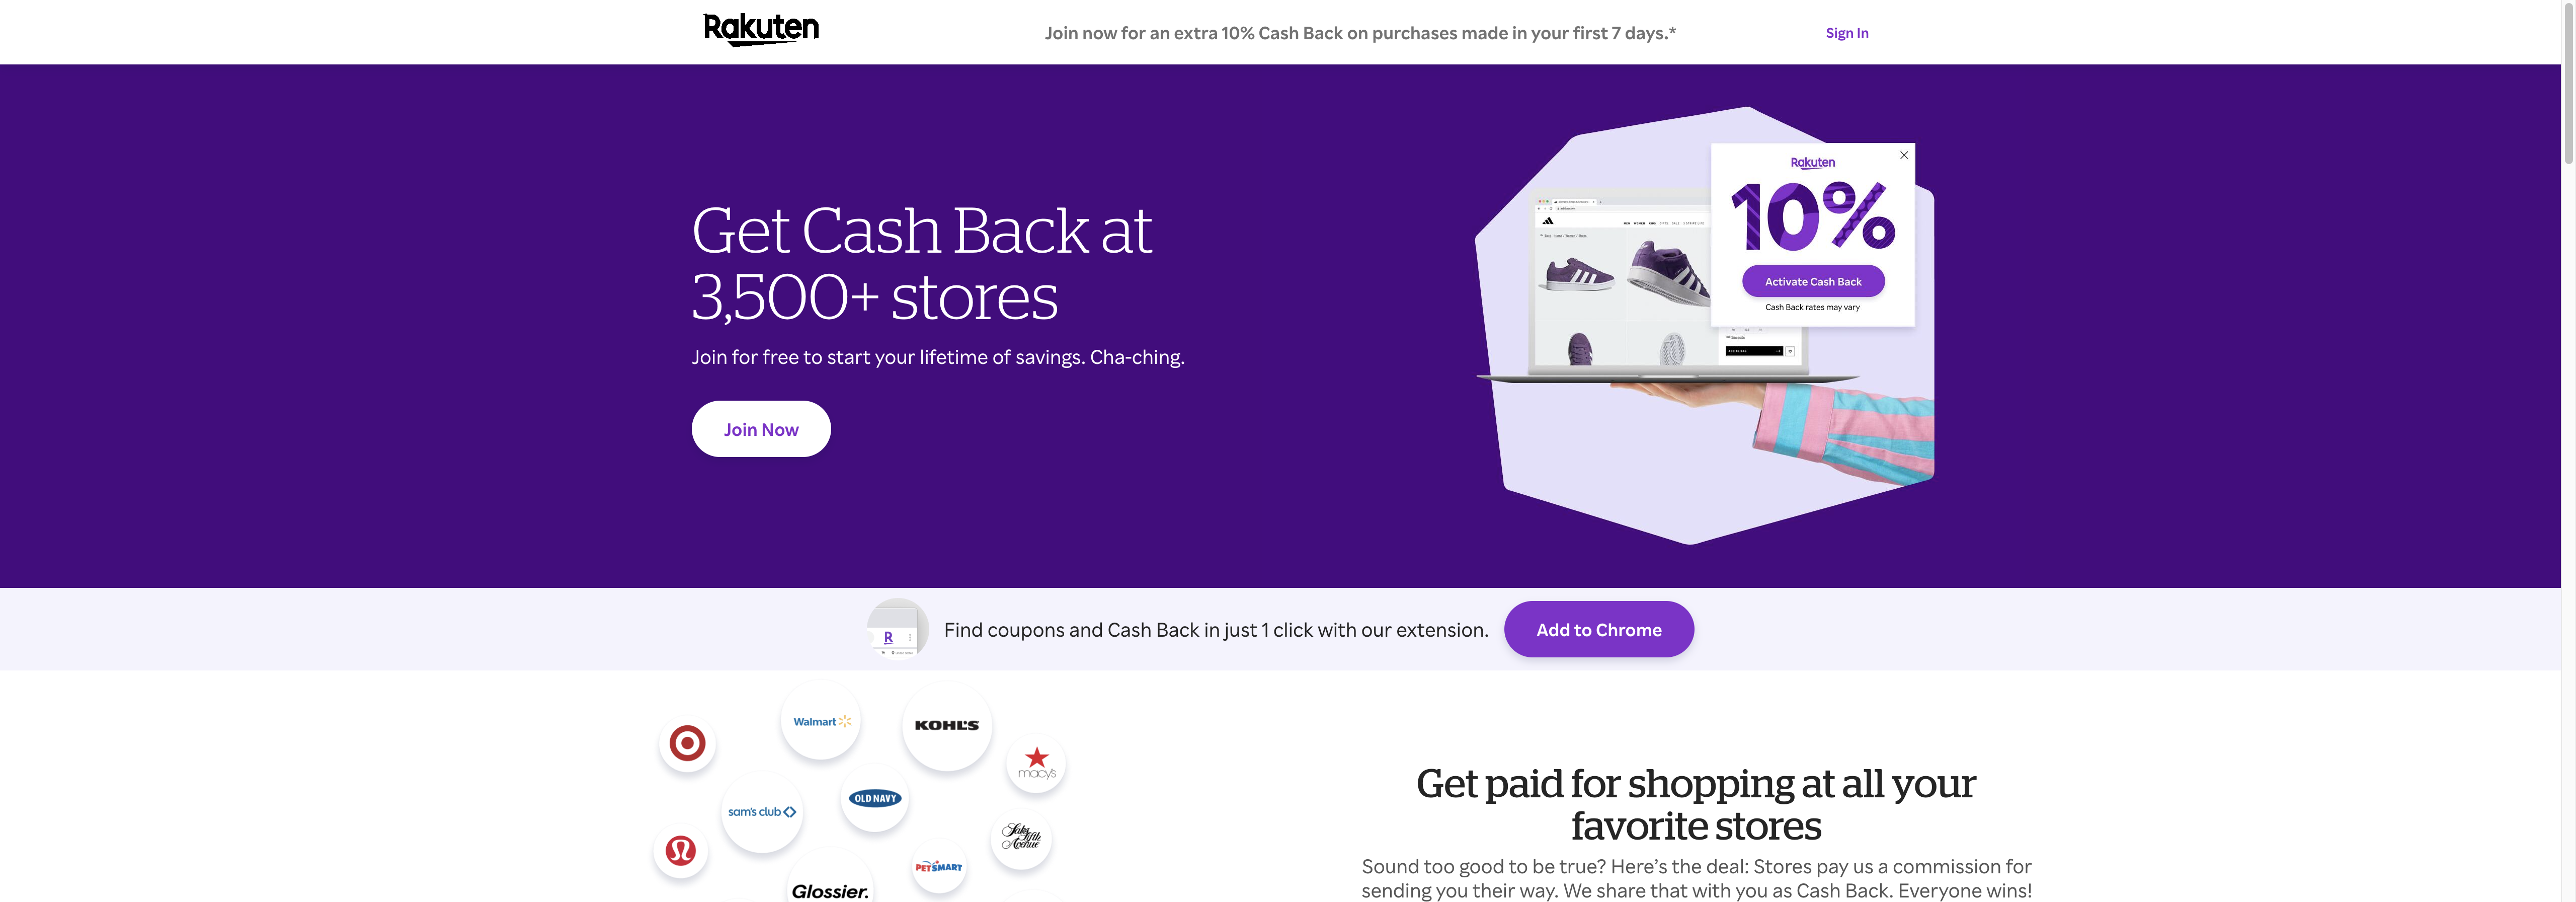 Rakuten
Join now for an extra 10% Cash Back on purchases made in your first 7 days.*
Sign In
Get Cash Back at
3,500+ stores
Join for free to start your lifetime of savings. Cha-ching.
Join Now
Rakuten
10%
Activate Cash Back
Cash Back rates may vary
ADD TO BAG
R
Find coupons and Cash Back in just 1 click with our extension.
Add to Chrome
Walmart
KOHL'S
macy's
sam's club
OLD NAVY
Saks Fifth
Avenue
PETSMART
Glossier.
Get paid for shopping at all your
favorite stores
Sound too good to be true? Here’s the deal: Stores pay us a commission for
sending you their way. We share that with you as Cash Back. Everyone wins!